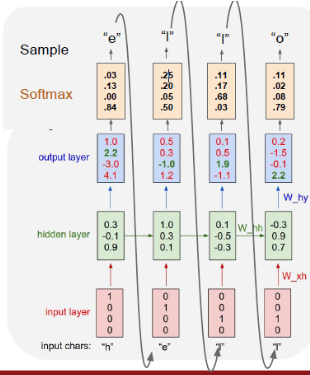 Sample "e" "l" "l" "o"
Softmax
.03 .25 .11 .11
.13 .20 .17 .02
.00 .05 .68 .08
.84 .50 .03 .79
output layer
1.0 0.5 0.1 0.2
2.2 0.3 0.5 -1.5
-3.0 -1.0 1.9 -0.1
4.1 1.2 -1.1 2.2
W_hy
hidden layer
0.3 1.0 0.1 -0.3
-0.1 0.3 -0.5 0.9
0.9 0.1 -0.3 0.7
W_hh
W_xh
input layer
1 0 0 0
0 1 0 0
0 0 1 1
0 0 0 0
input chars: "h" "e" "l" "l"